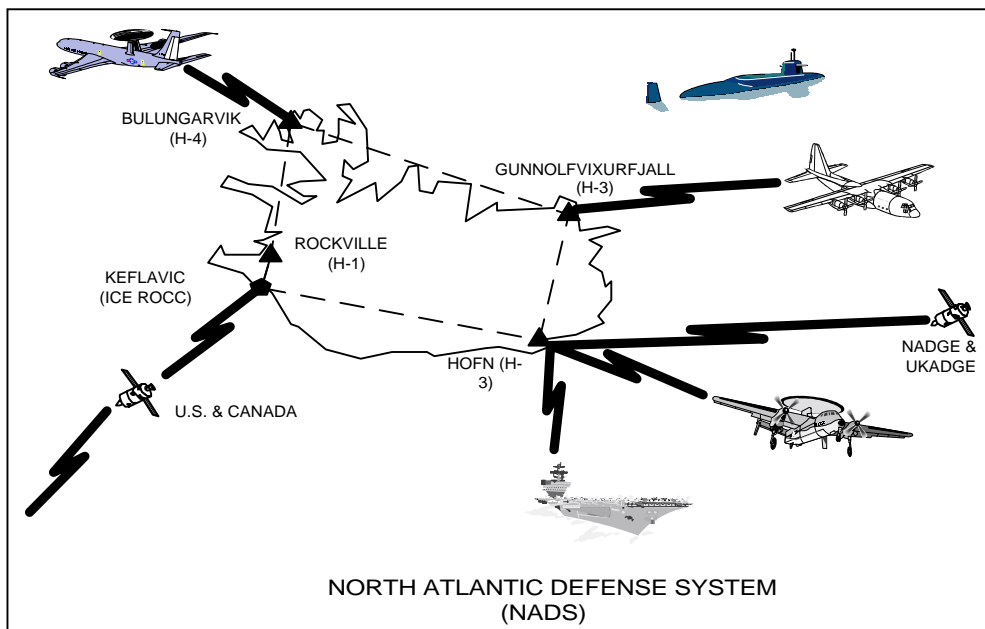 BULUNGARVIK
(H-4)
GUNNOLFVIXURFJALL
(H-3)
ROCKVILLE
(H-1)
KEFLAVIC
(ICE ROCC)
NADGE &
UKADGE
HOFN (H-
3)
U.S. & CANADA
NORTH ATLANTIC DEFENSE SYSTEM
(NADS)